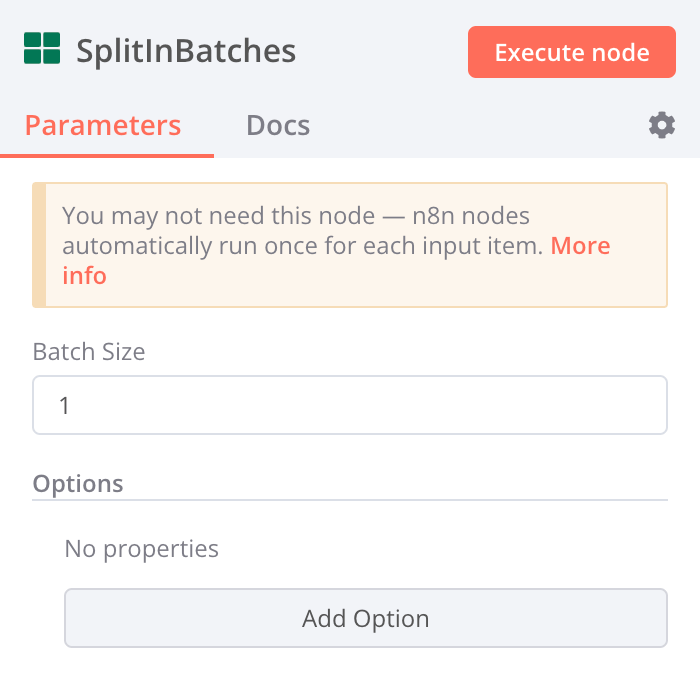 SplitInBatches
Execute node
Parameters
Docs
You may not need this node — n8n nodes
automatically run once for each input item. More
info
Batch Size
1
Options
No properties
Add Option